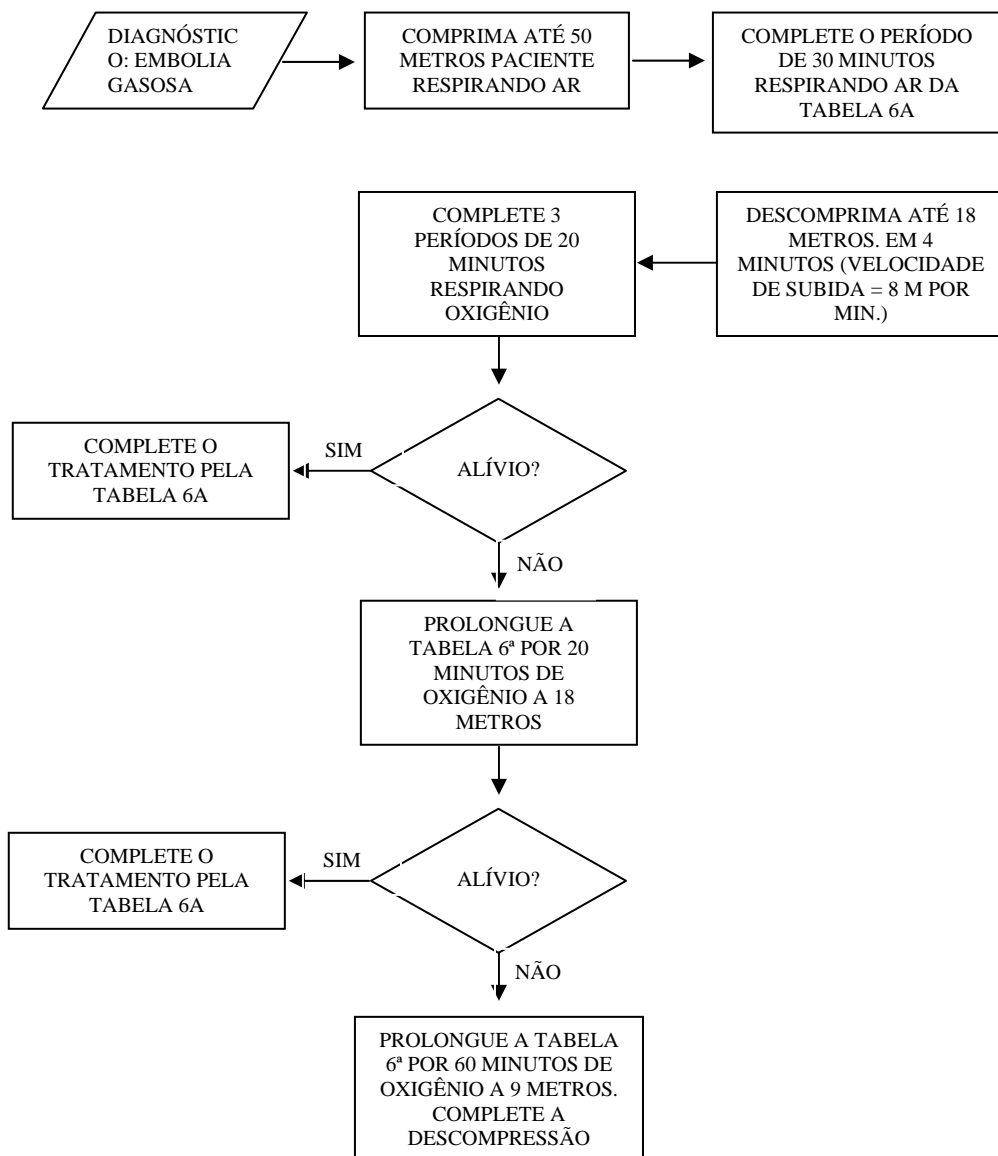 DIAGNÓSTIC
O: EMBOLIA
GASOSA
COMPRIMA ATÉ 50
METROS PACIENTE
RESPIRANDO AR
COMPLETE O PERÍODO
DE 30 MINUTOS
RESPIRANDO AR DA
TABELA 6A
DESCOMPRIMA ATÉ 18
METROS. EM 4
MINUTOS (VELOCIDADE
DE SUBIDA = 8 M POR
MIN.)
COMPLETE 3
PERÍODOS DE 20
MINUTOS
RESPIRANDO
OXIGÊNIO
ALÍVIO?
SIM
COMPLETE O
TRATAMENTO PELA
TABELA 6A
NÃO
PROLONGUE A
TABELA 6ª POR 20
MINUTOS DE
OXIGÊNIO A 18
METROS
ALÍVIO?
SIM
COMPLETE O
TRATAMENTO PELA
TABELA 6A
NÃO
PROLONGUE A TABELA
6ª POR 60 MINUTOS DE
OXIGÊNIO A 9 METROS.
COMPLETE A
DESCOMPRESSÃO